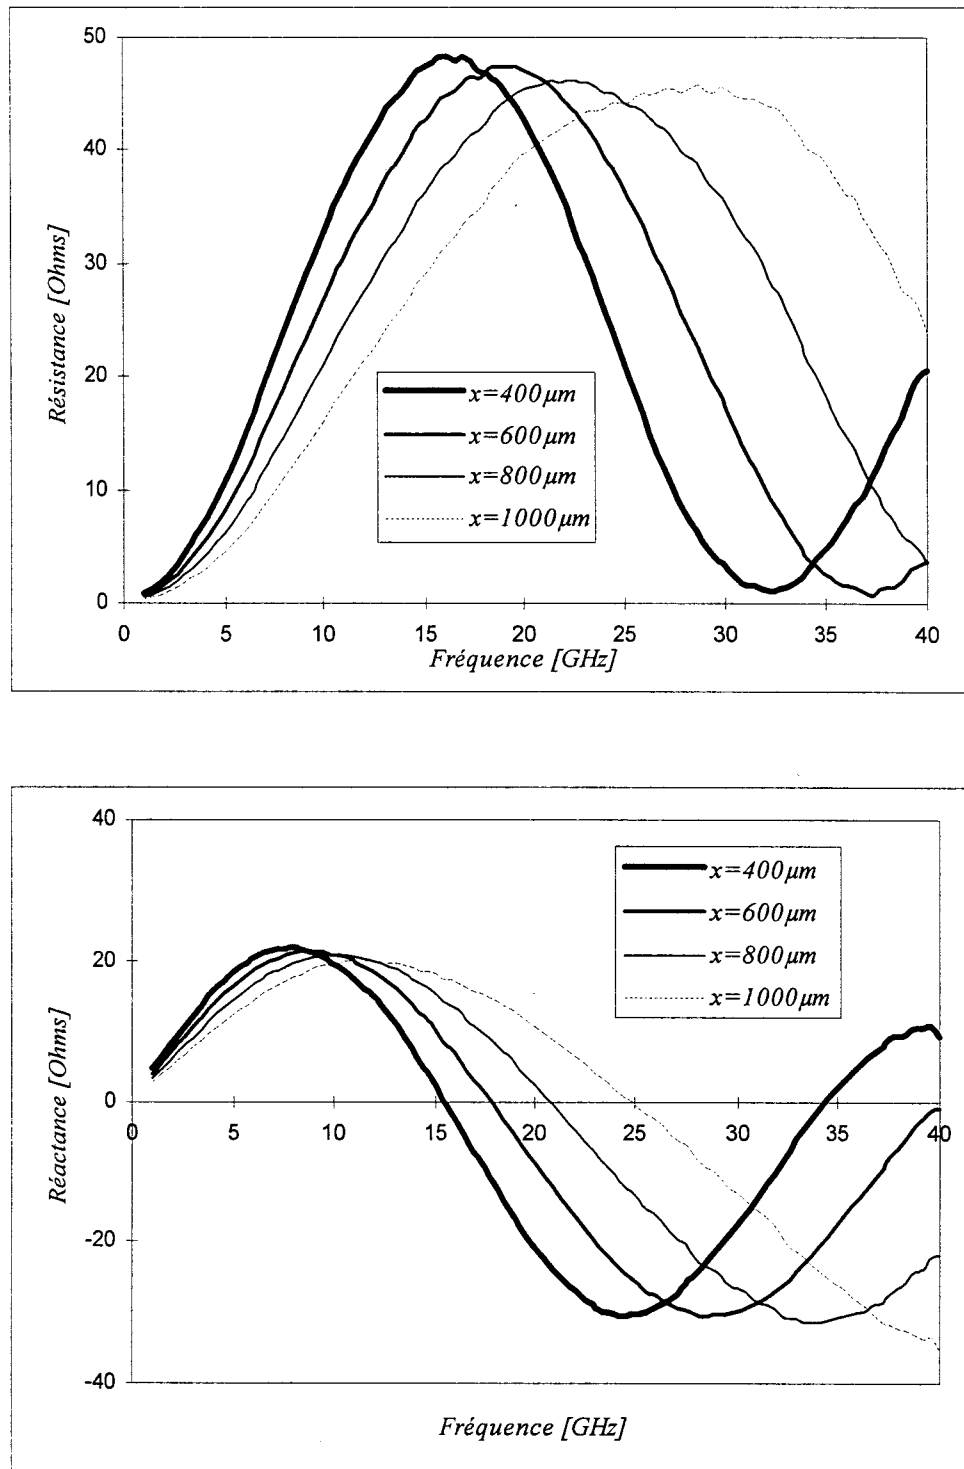 50
40
30
20
10
0
Résistance [Ohms]
x=400µm
x=600µm
x=800µm
x=1000µm
0 5 10 15 20 25 30 35 40
Fréquence [GHz]
40
20
0
-20
-40
Réactance [Ohms]
x=400µm
x=600µm
x=800µm
x=1000µm
0 5 10 15 20 25 30 35 40
Fréquence [GHz]